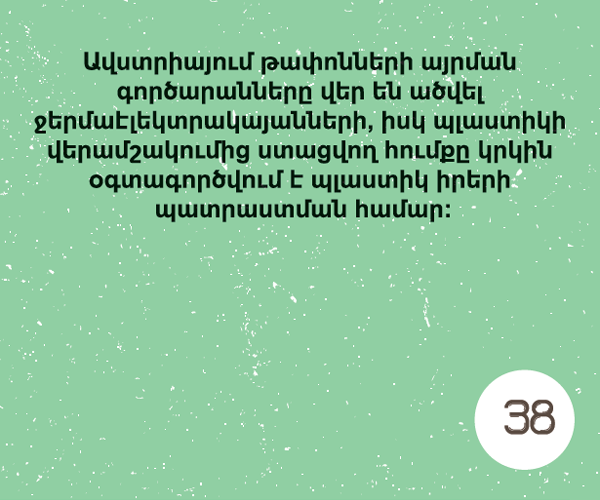 Ավստրիայում թափոնների այրման
գործարանները վեր են ածվել
ջերմաէլեկտրակայանների, իսկ պլաստիկի
վերամշակումից ստացվող հումքը կրկին
օգտագործվում է պլաստիկ իրերի
պատրաստման համար:
38